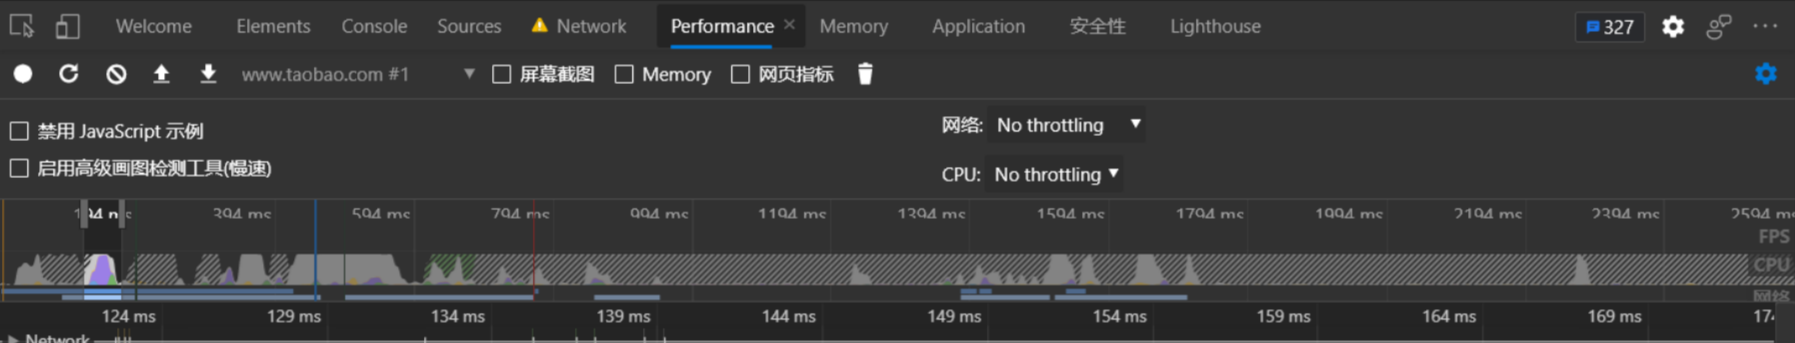 Welcome Elements Console Sources Network Performance × Memory Application 安全性 Lighthouse 327
www.taobao.com #1 屏幕截图 Memory 网页指标
禁用 JavaScript 示例 网络: No throttling
启用高级画图检测工具(慢速) CPU: No throttling
194 ms 394 ms 594 ms 794 ms 994 ms 1194 ms 1394 ms 1594 ms 1794 ms 1994 ms 2194 ms 2394 ms 2594 ms
FPS
CPU
网络
124 ms 129 ms 134 ms 139 ms 144 ms 149 ms 154 ms 159 ms 164 ms 169 ms 174
Network